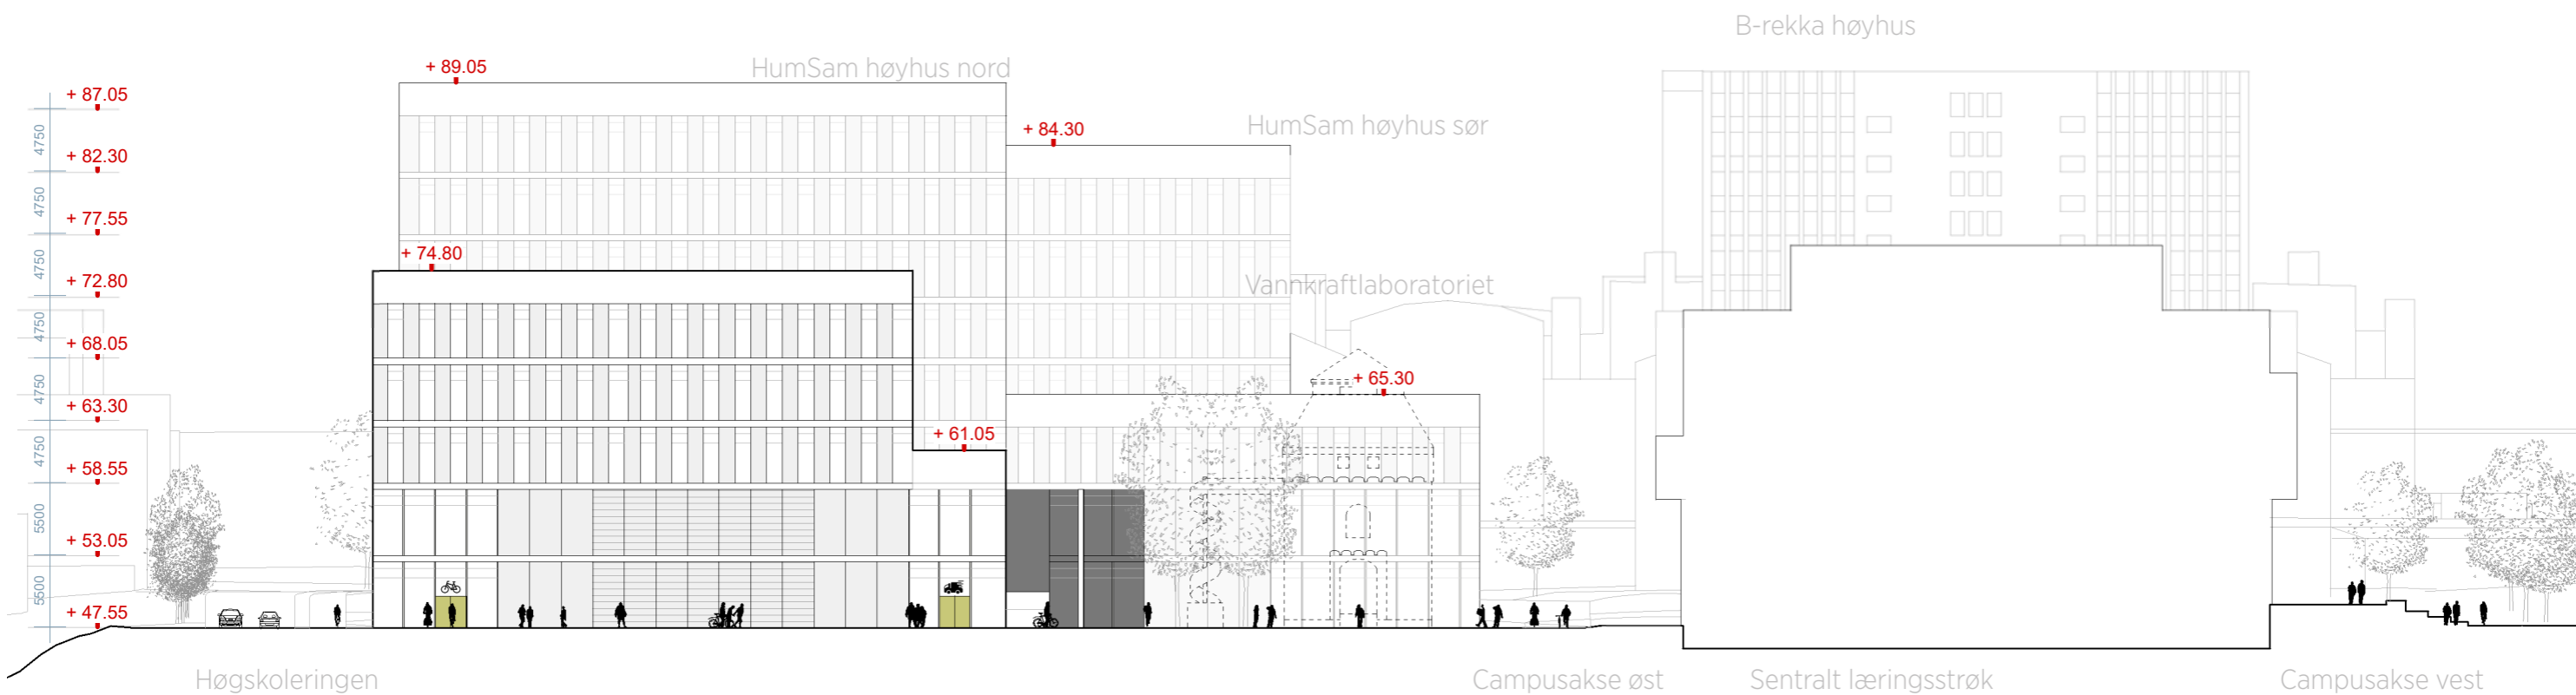 B-rekka høyhus
HumSam høyhus nord
+ 89.05
+ 87.05
HumSam høyhus sør
+ 84.30
4750
+ 82.30
4750
+ 77.55
+ 74.80
4750
+ 72.80
Vannkraftlaboratoriet
4750
+ 68.05
4750
+ 65.30
+ 63.30
+ 61.05
4750
+ 58.55
5500
+ 53.05
5500
+ 47.55
Høgskoleringen
Campusakse øst
Sentralt læringsstrøk
Campusakse vest